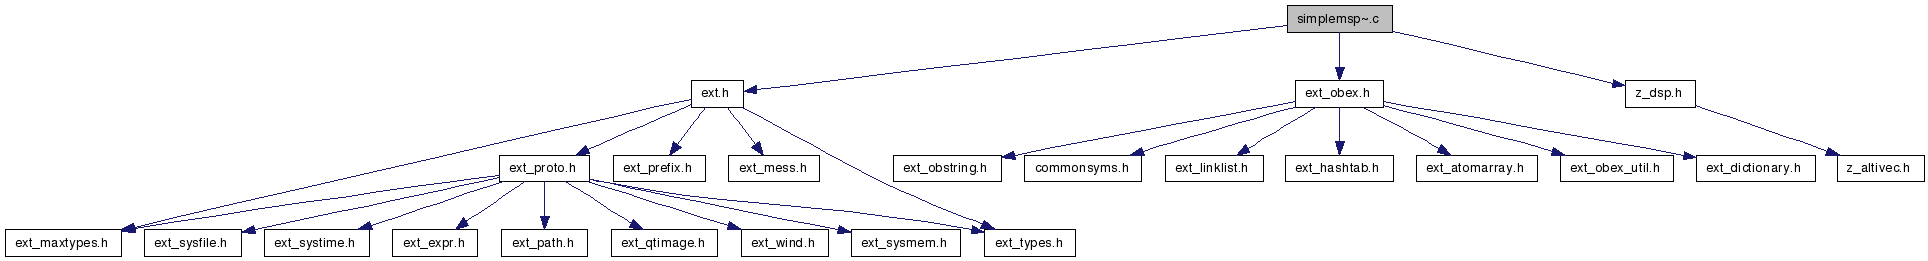 simplemsp~.c
ext.h
ext_obex.h
z_dsp.h
ext_proto.h
ext_prefix.h
ext_mess.h
ext_obstring.h
commonsyms.h
ext_linklist.h
ext_hashtab.h
ext_atomarray.h
ext_obex_util.h
ext_dictionary.h
z_altivec.h
ext_maxtypes.h
ext_sysfile.h
ext_systime.h
ext_expr.h
ext_path.h
ext_qtimage.h
ext_wind.h
ext_sysmem.h
ext_types.h